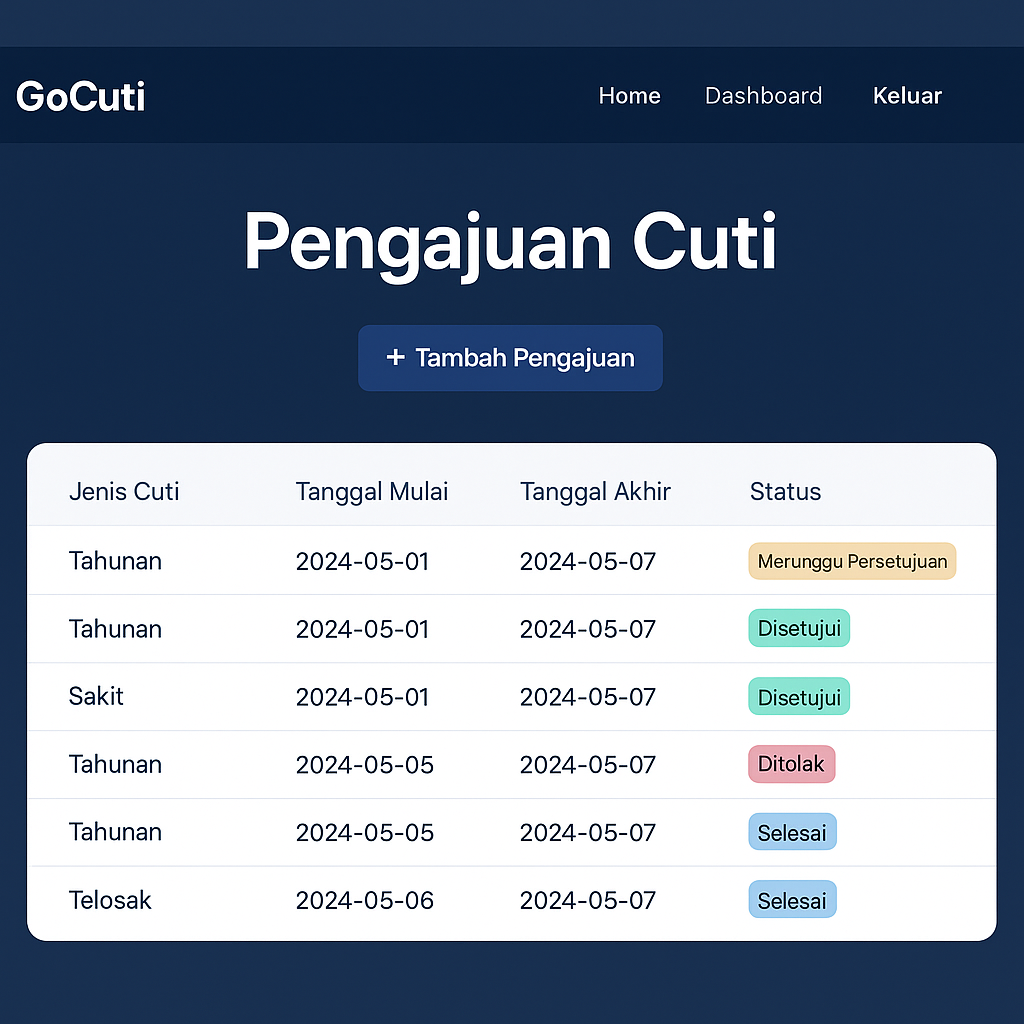 GoCuti
Home Dashboard Keluar
Pengajuan Cuti
+ Tambah Pengajuan
Jenis Cuti Tanggal Mulai Tanggal Akhir Status
Tahunan 2024-05-01 2024-05-07 Merunggu Persetujuan
Tahunan 2024-05-01 2024-05-07 Disetujui
Sakit 2024-05-01 2024-05-07 Disetujui
Tahunan 2024-05-05 2024-05-07 Ditolak
Tahunan 2024-05-05 2024-05-07 Selesai
Telosak 2024-05-06 2024-05-07 Selesai